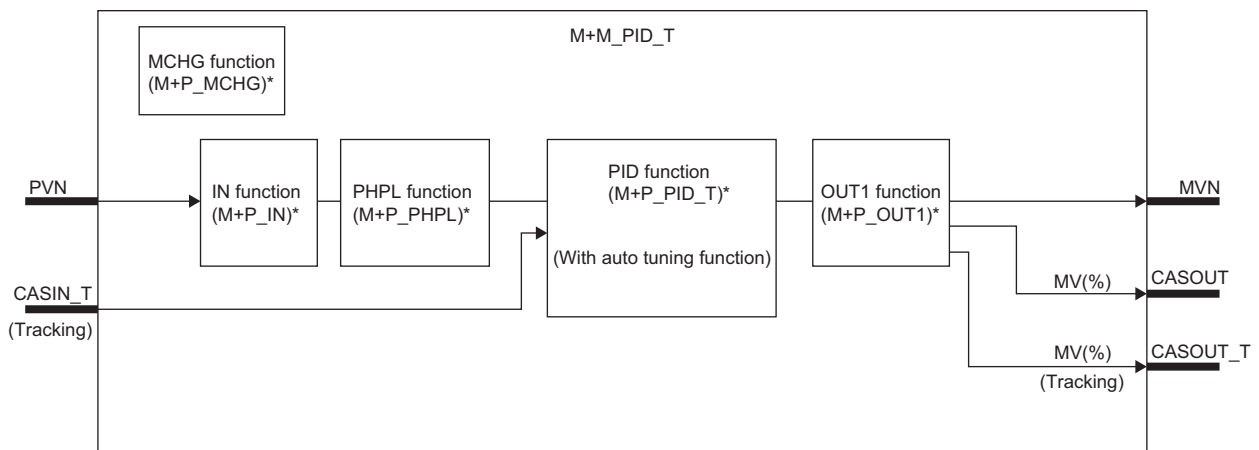 M+M_PID_T
MCHG function
(M+P_MCHG)*
PVN
IN function
(M+P_IN)*
PHPL function
(M+P_PHPL)*
PID function
(M+P_PID_T)*
(With auto tuning function)
OUT1 function
(M+P_OUT1)*
MVN
CASIN_T
(Tracking)
MV(%)
CASOUT
MV(%)
(Tracking)
CASOUT_T